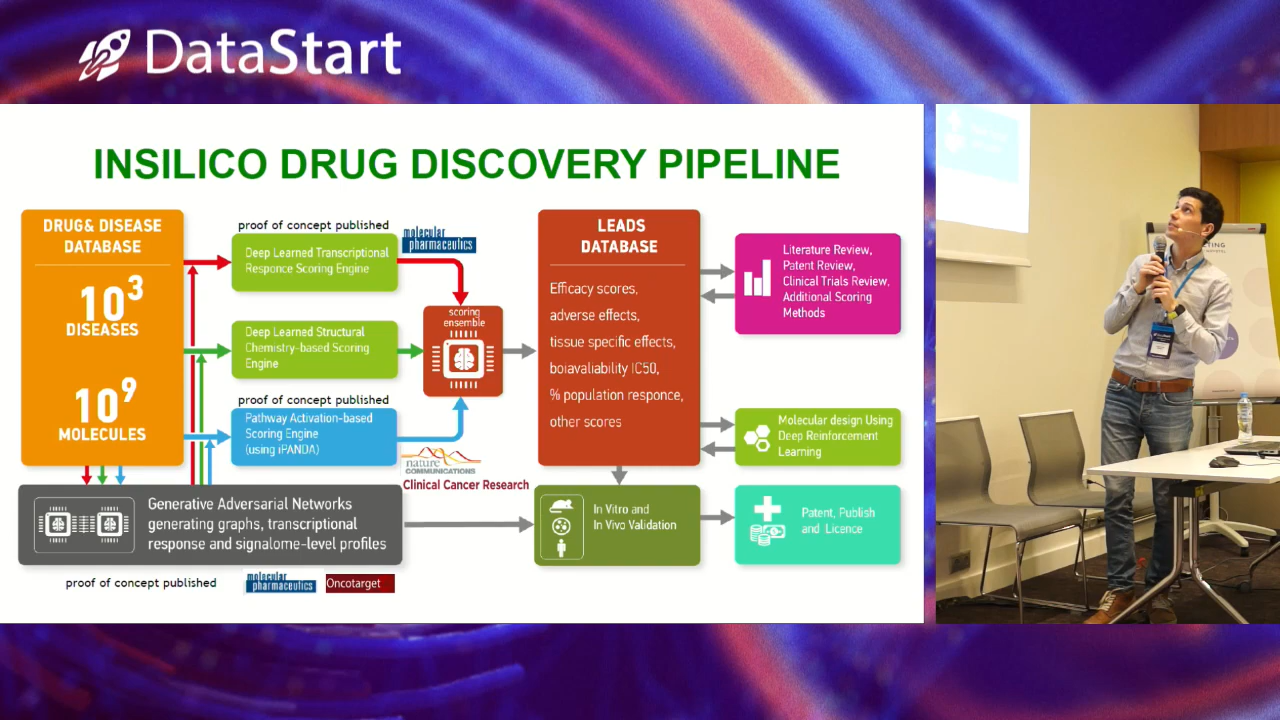 DataStart
INSILICO DRUG DISCOVERY PIPELINE
DRUG& DISEASE
DATABASE
10³
DISEASES
10⁹
MOLECULES
proof of concept published
molecular
pharmaceutics
Deep Learned Transcriptional
Responce Scoring Engine
Deep Learned Structural
Chemistry-based Scoring
Engine
proof of concept published
Pathway Activation-based
Scoring Engine
(using iPANDA)
nature
COMMUNICATIONS
Clinical Cancer Research
scoring
ensemble
LEADS
DATABASE
Efficacy scores,
adverse effects,
tissue specific effects,
boiavaliability IC50,
% population responce,
other scores
Literature Review,
Patent Review,
Clinical Trials Review,
Additional Scoring
Methods
Molecular design Using
Deep Reinforcement
Learning
Generative Adversarial Networks
generating graphs, transcriptional
response and signalome-level profiles
In Vitro and
In Vivo Validation
Patent, Publish
and Licence
proof of concept published
molecular
pharmaceutics
Oncotarget